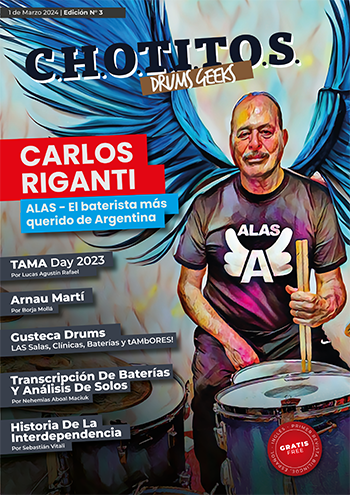 1 de Marzo 2024 | Edición Nº 3
C.H.O.T.I.T.O.S.
DRUMS GEEKS
CARLOS
RIGANTI
ALAS - El baterista más
querido de Argentina
ALAS
A
TAMA Day 2023
Por Lucas Agustín Rafael
Arnau Martí
Por Borja Mollá
Gusteca Drums
LAS Salas, Clínicas, Baterías y tAMbORES!
Transcripción De Baterías
Y Análisis De Solos
Por Nehemias Aboal Maciuk
Historia De La
Interdependencia
Por Sebastián Vitali
GRATIS
FREE